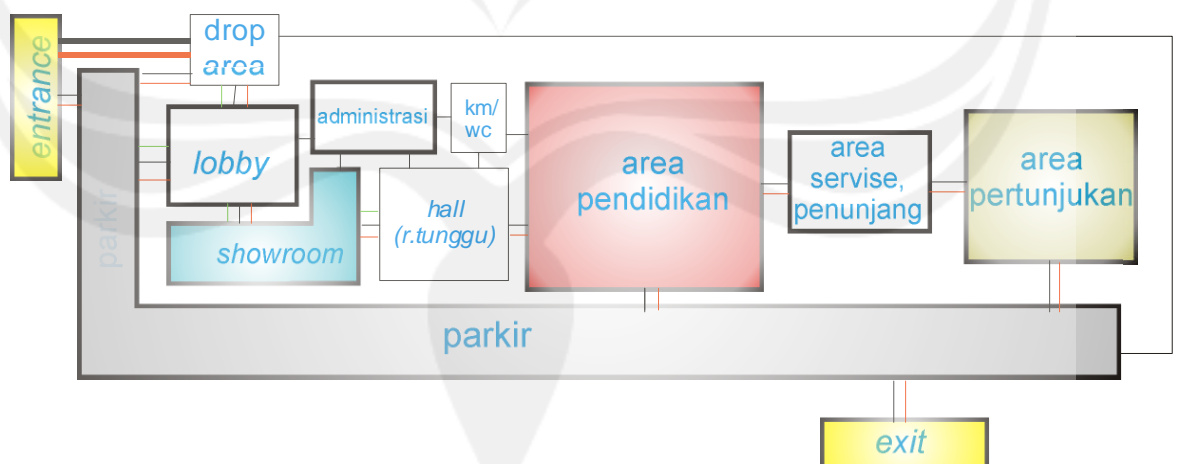 entrance
drop
area
parkir
lobby
administrasi
km/
wc
showroom
hall
(r.tunggu)
area
pendidikan
area
servise,
penunjang
area
pertunjukan
parkir
exit